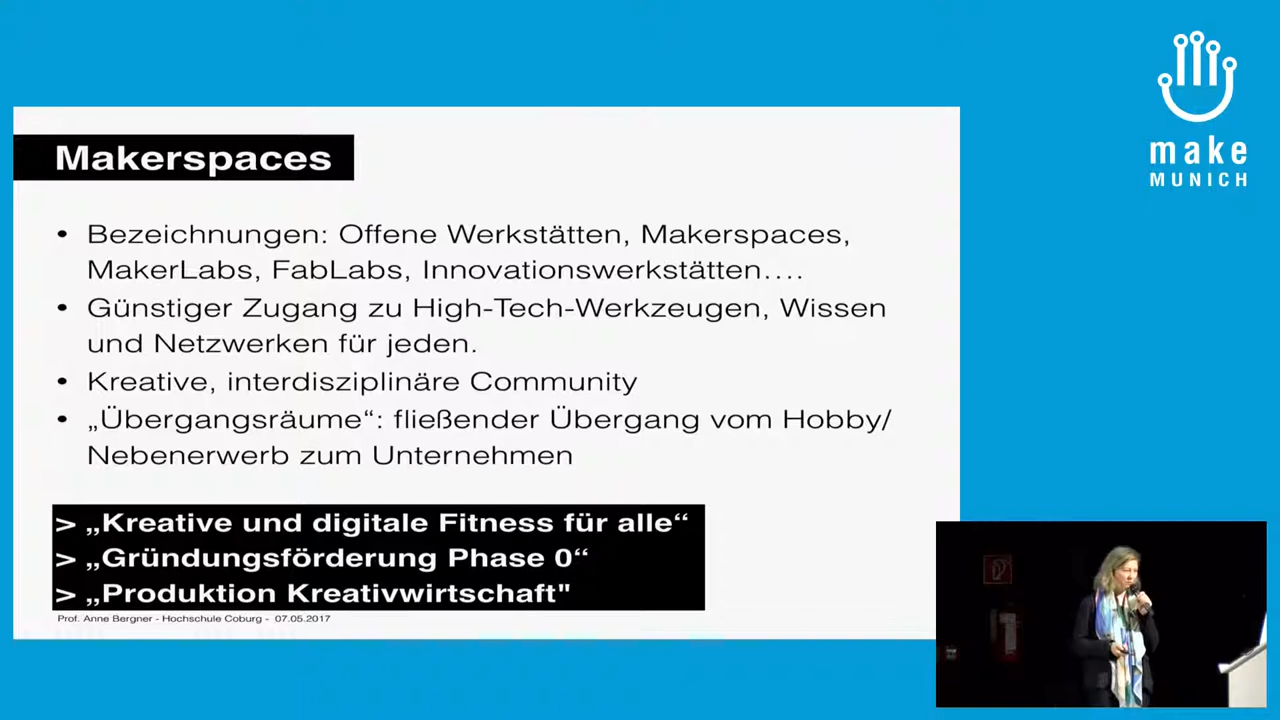 make
MUNICH
Makerspaces
• Bezeichnungen: Offene Werkstätten, Makerspaces,
MakerLabs, FabLabs, Innovationswerkstätten….
• Günstiger Zugang zu High-Tech-Werkzeugen, Wissen
und Netzwerken für jeden.
• Kreative, interdisziplinäre Community
• „Übergangsräume“: fließender Übergang vom Hobby/
Nebenerwerb zum Unternehmen
> „Kreative und digitale Fitness für alle“
> „Gründungsförderung Phase 0“
> „Produktion Kreativwirtschaft"
Prof. Anne Bergner - Hochschule Coburg - 07.05.2017